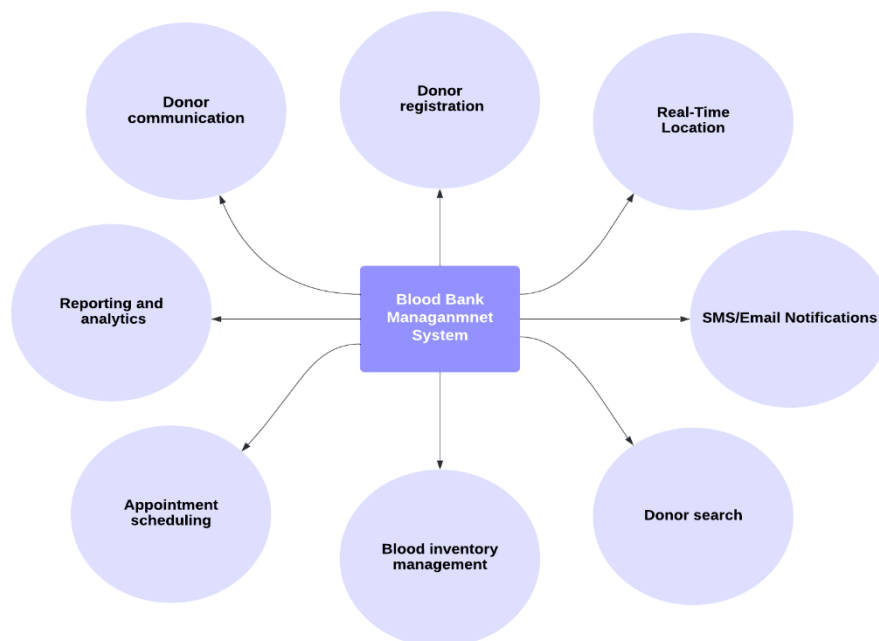 Donor
communication
Donor
registration
Real-Time
Location
Reporting and
analytics
Blood Bank
Managanmnet
System
SMS/Email Notifications
Appointment
scheduling
Blood inventory
management
Donor search